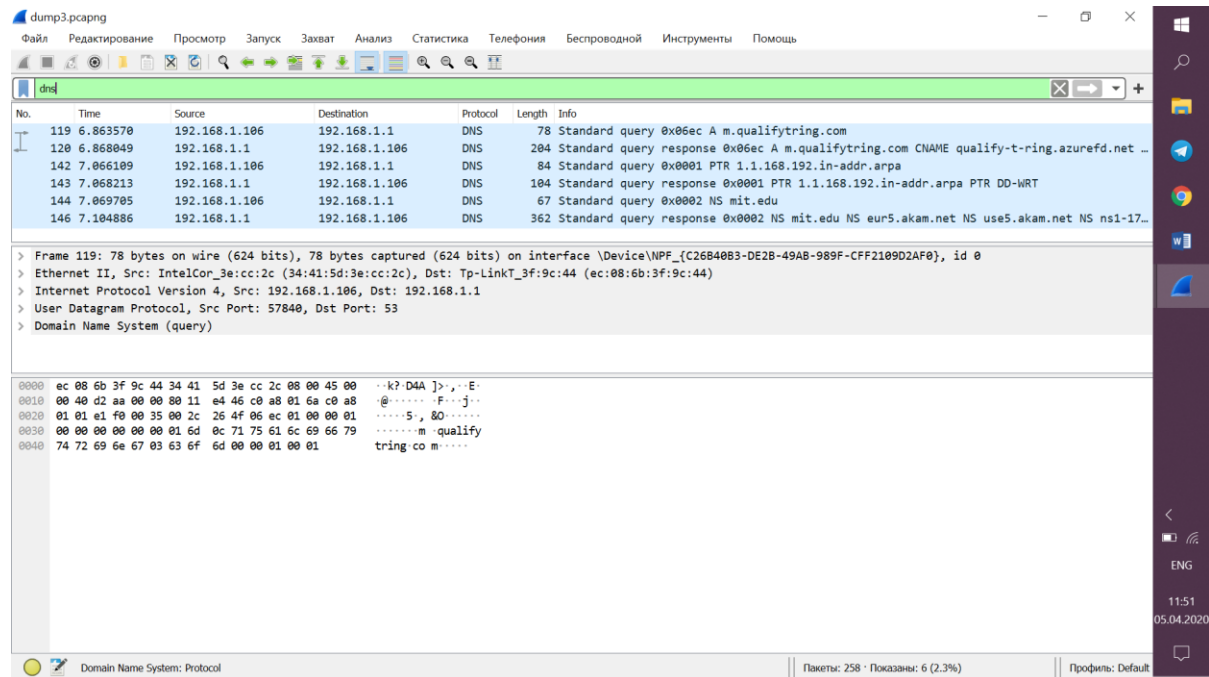 dump3.pcapng
Файл Редактирование Просмотр Запуск Захват Анализ Статистика Телефония Беспроводной Инструменты Помощь
dns
No. Time Source Destination Protocol Length Info
119 6.863570 192.168.1.106 192.168.1.1 DNS 78 Standard query 0x06ec A m.qualifytring.com
120 6.868049 192.168.1.1 192.168.1.106 DNS 204 Standard query response 0x06ec A m.qualifytring.com CNAME qualify-t-ring.azurefd.net …
142 7.066109 192.168.1.106 192.168.1.1 DNS 84 Standard query 0x0001 PTR 1.1.168.192.in-addr.arpa
143 7.068213 192.168.1.1 192.168.1.106 DNS 104 Standard query response 0x0001 PTR 1.1.168.192.in-addr.arpa PTR DD-WRT
144 7.069705 192.168.1.106 192.168.1.1 DNS 67 Standard query 0x0002 NS mit.edu
146 7.104886 192.168.1.1 192.168.1.106 DNS 362 Standard query response 0x0002 NS mit.edu NS eur5.akam.net NS use5.akam.net NS ns1-17…
> Frame 119: 78 bytes on wire (624 bits), 78 bytes captured (624 bits) on interface \Device\NPF_{C26B40B3-DE2B-49AB-989F-CFF2109D2AF0}, id 0
> Ethernet II, Src: IntelCor_3e:cc:2c (34:41:5d:3e:cc:2c), Dst: Tp-LinkT_3f:9c:44 (ec:08:6b:3f:9c:44)
> Internet Protocol Version 4, Src: 192.168.1.106, Dst: 192.168.1.1
> User Datagram Protocol, Src Port: 57840, Dst Port: 53
> Domain Name System (query)
0000 ec 08 6b 3f 9c 44 34 41 5d 3e cc 2c 08 00 45 00 ··k?·D4A ]>·,··E·
0010 00 40 d2 aa 00 00 80 11 e4 46 c0 a8 01 6a c0 a8 ·@······ ·F···j··
0020 01 01 e1 f0 00 35 00 2c 26 4f 06 ec 01 00 00 01 ·····5·, &O······
0030 00 00 00 00 00 00 01 6d 0c 71 75 61 6c 69 66 79 ·······m ·qualify
0040 74 72 69 6e 67 03 63 6f 6d 00 00 01 00 01 tring·co m·····
ENG
11:51
05.04.2020
Domain Name System: Protocol Пакеты: 258 · Показаны: 6 (2.3%) Профиль: Default